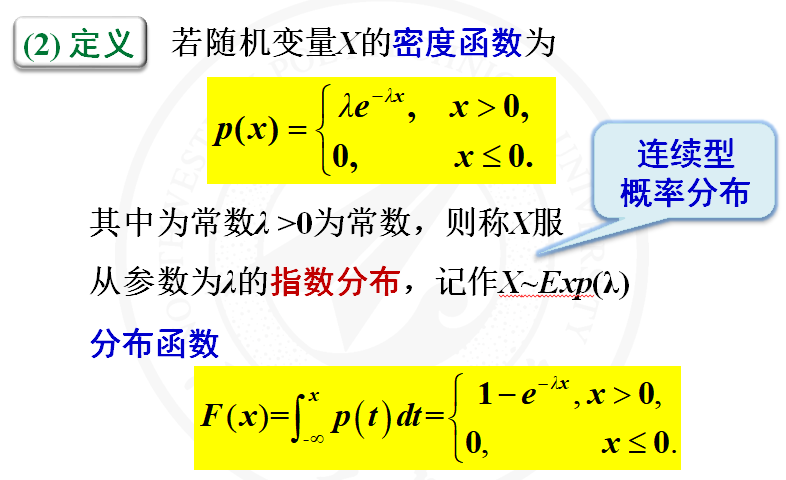 (2) 定义 若随机变量X的密度函数为
p(x) = { λe^{-λx}, x > 0,
0, x ≤ 0.
连续型
概率分布
其中为常数λ >0为常数，则称X服
从参数为λ的指数分布，记作X~Exp(λ)
分布函数
F(x)=∫_{-∞}^{x} p(t)dt= { 1-e^{-λx}, x > 0,
0, x ≤ 0.